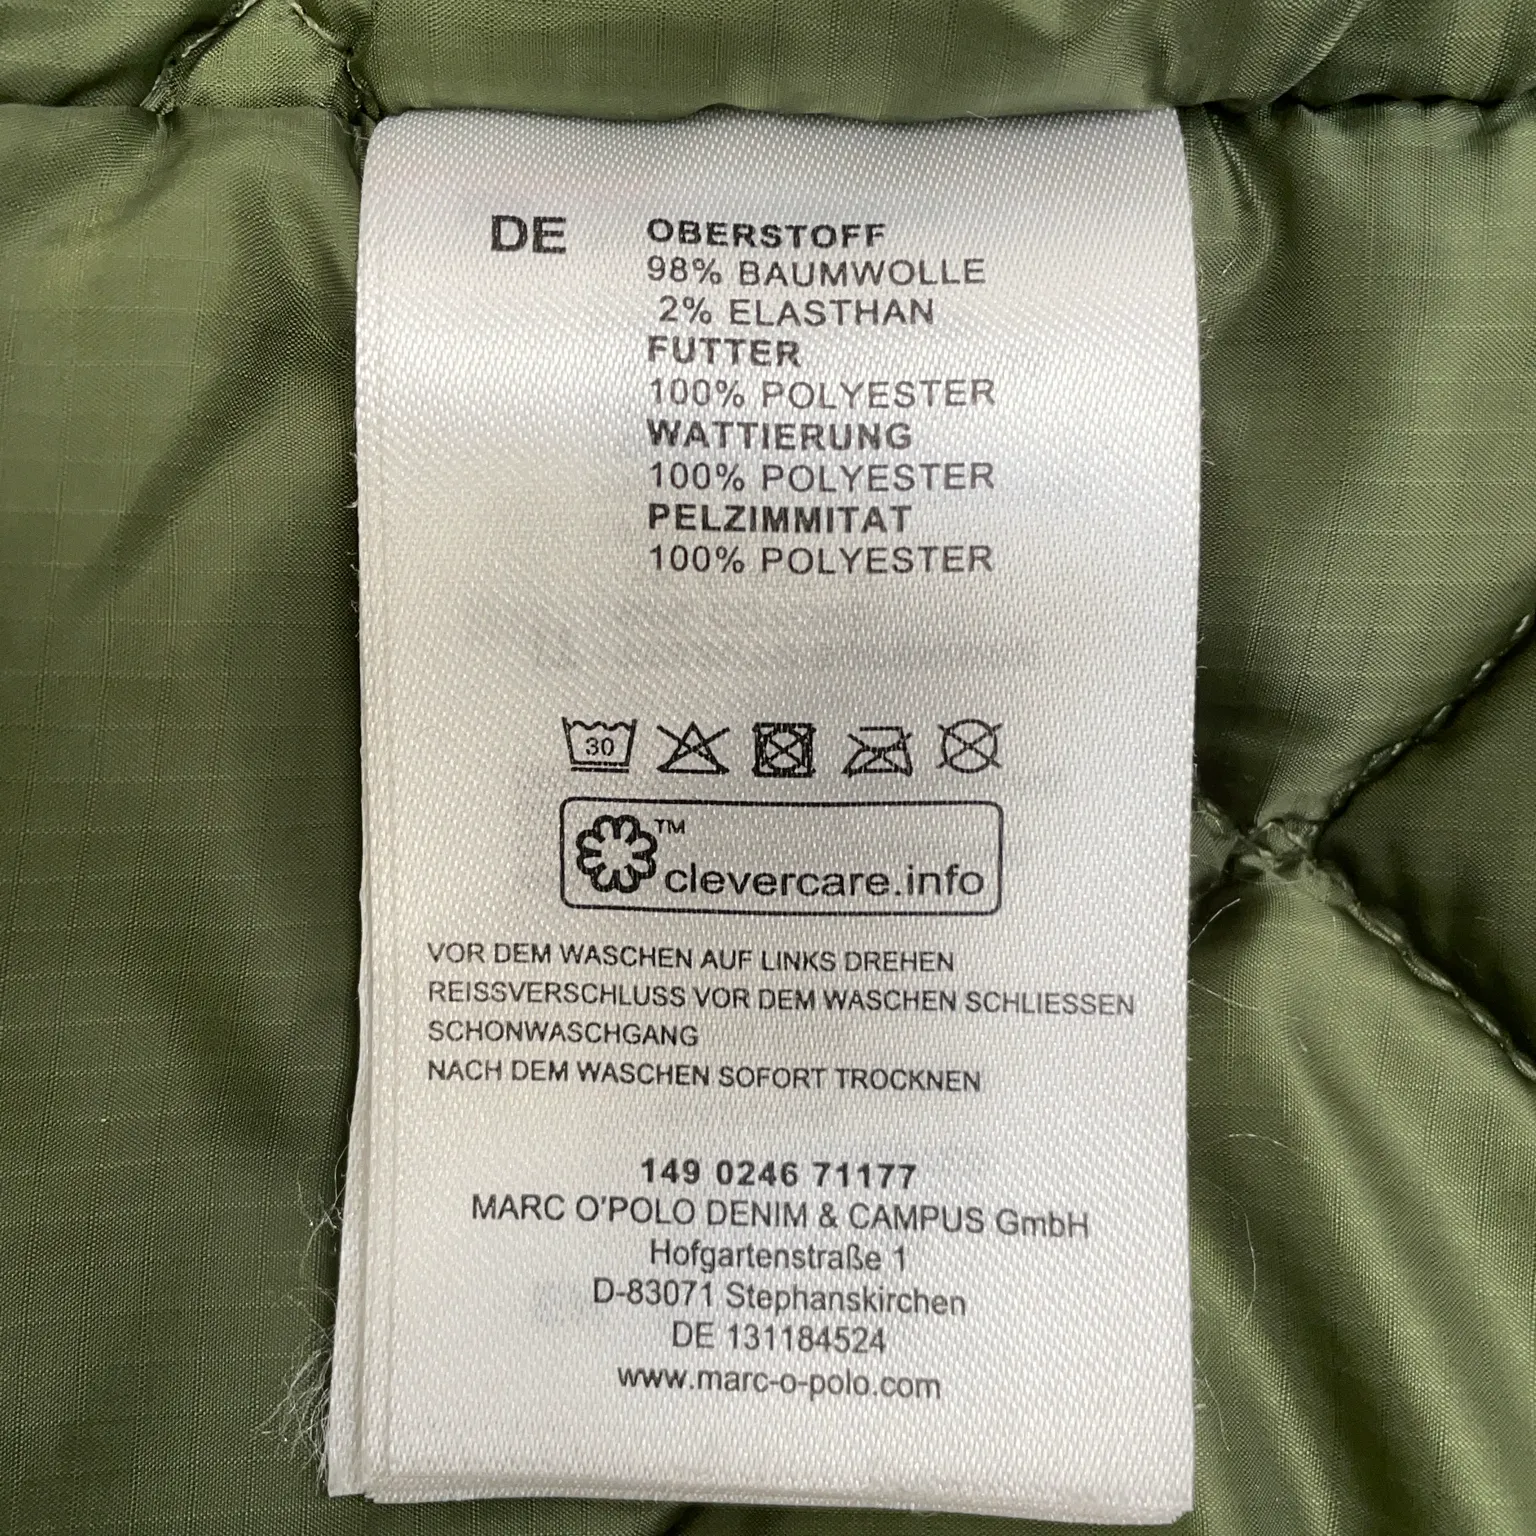 DE OBERSTOFF
98% BAUMWOLLE
2% ELASTHAN
FUTTER
100% POLYESTER
WATTIERUNG
100% POLYESTER
PELZIMMITAT
100% POLYESTER
30
™
clevercare.info
VOR DEM WASCHEN AUF LINKS DREHEN
REISSVERSCHLUSS VOR DEM WASCHEN SCHLIESSEN
SCHONWASCHGANG
NACH DEM WASCHEN SOFORT TROCKNEN
149 0246 71177
MARC O'POLO DENIM & CAMPUS GmbH
Hofgartenstraße 1
D-83071 Stephanskirchen
DE 131184524
www.marc-o-polo.com